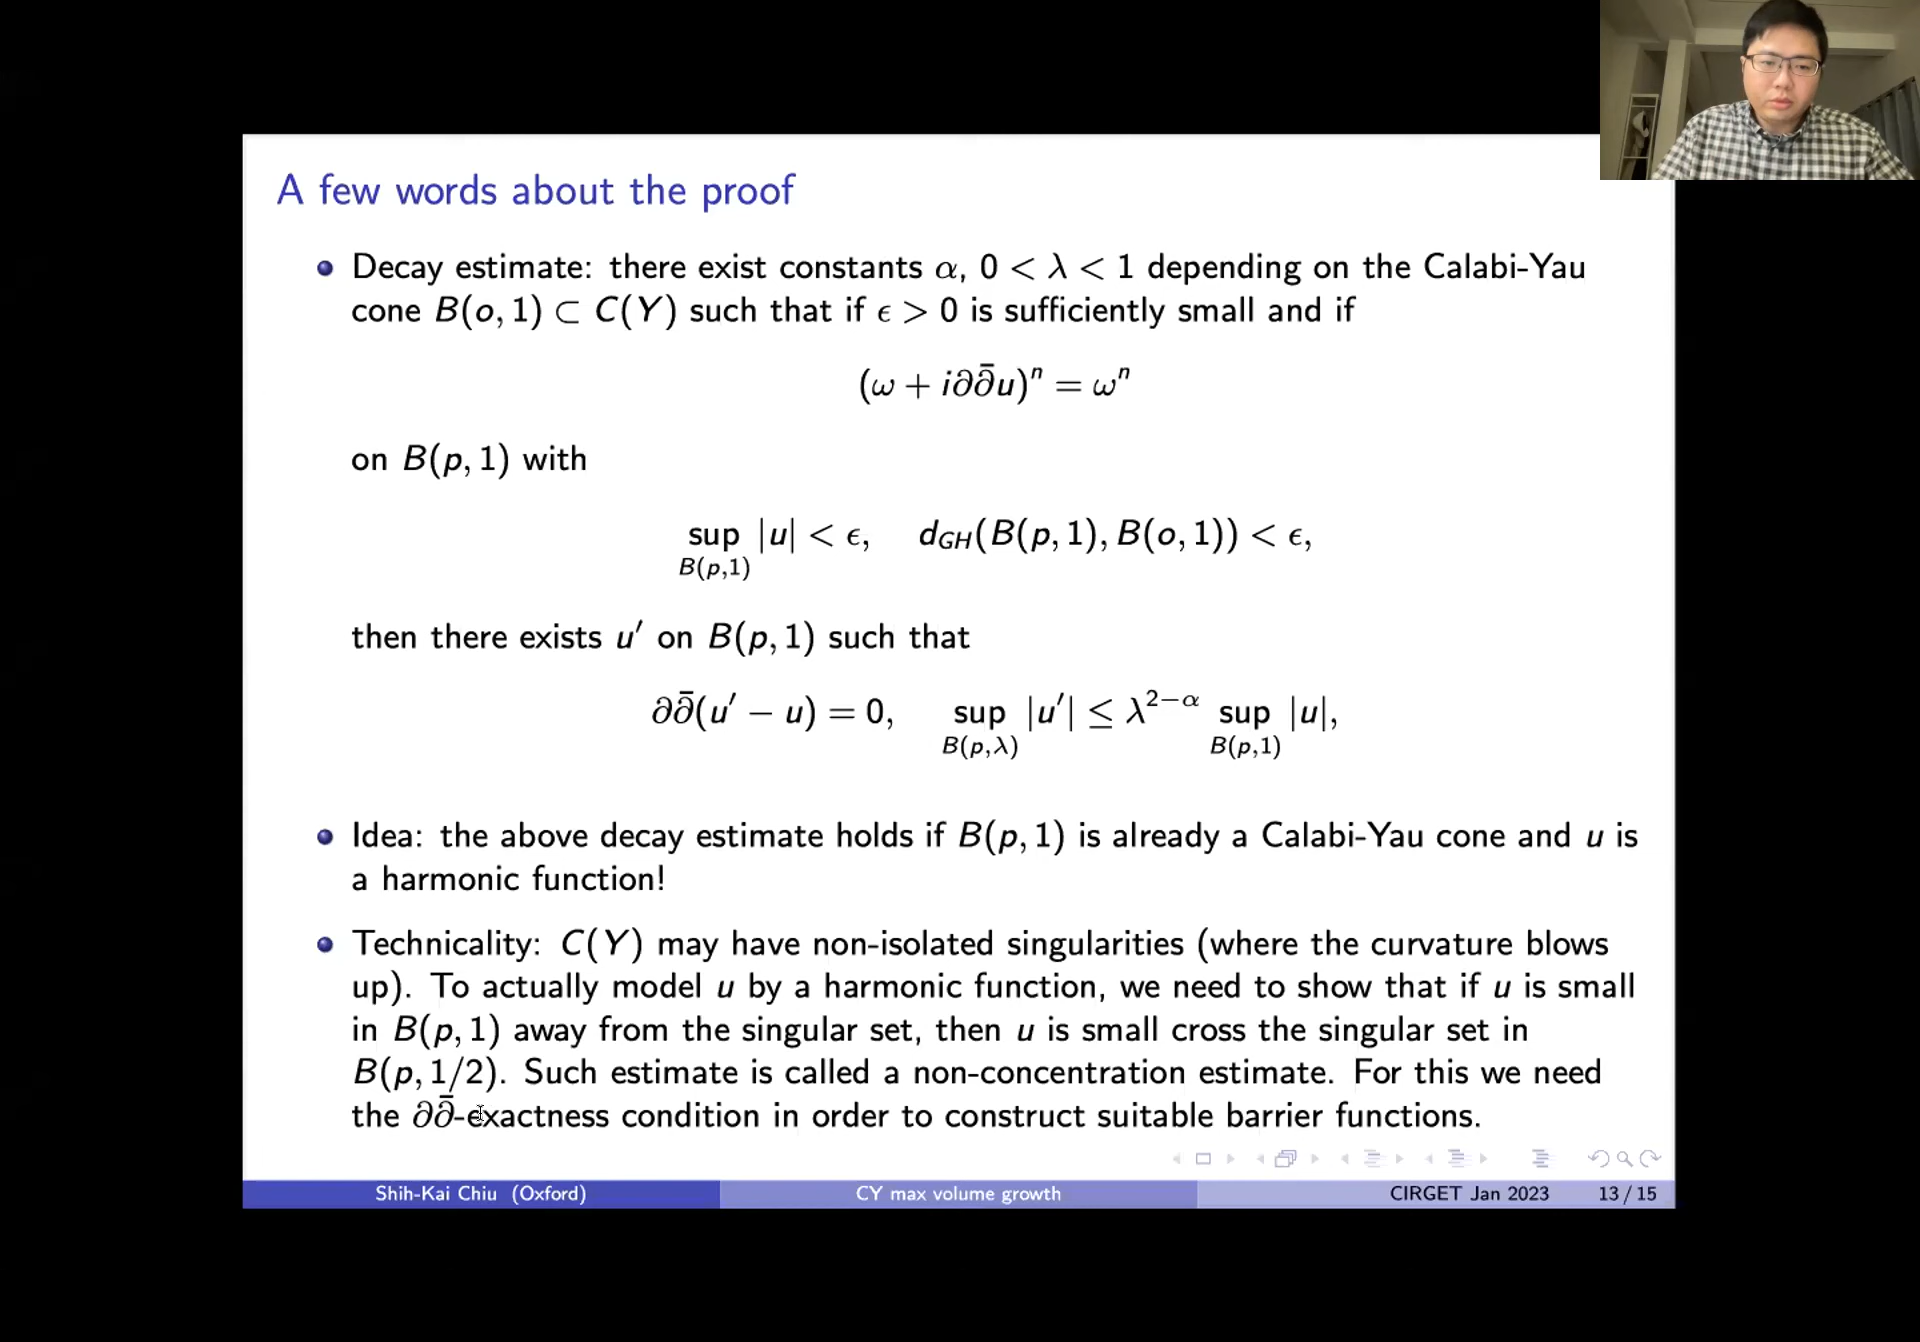 A few words about the proof
• Decay estimate: there exist constants α, 0 < λ < 1 depending on the Calabi-Yau
cone B(o, 1) ⊂ C(Y) such that if ϵ > 0 is sufficiently small and if
(ω + i∂∂̄u)ⁿ = ωⁿ
on B(p, 1) with
sup_{B(p,1)} |u| < ϵ, d_{GH}(B(p, 1), B(o, 1)) < ϵ,
then there exists u′ on B(p, 1) such that
∂∂̄(u′ − u) = 0, sup_{B(p,λ)} |u′| ≤ λ^{2−α} sup_{B(p,1)} |u|,
• Idea: the above decay estimate holds if B(p, 1) is already a Calabi-Yau cone and u is
a harmonic function!
• Technicality: C(Y) may have non-isolated singularities (where the curvature blows
up). To actually model u by a harmonic function, we need to show that if u is small
in B(p, 1) away from the singular set, then u is small cross the singular set in
B(p, 1/2). Such estimate is called a non-concentration estimate. For this we need
the ∂∂̄-exactness condition in order to construct suitable barrier functions.
Shih-Kai Chiu (Oxford) CY max volume growth CIRGET Jan 2023 13 / 15